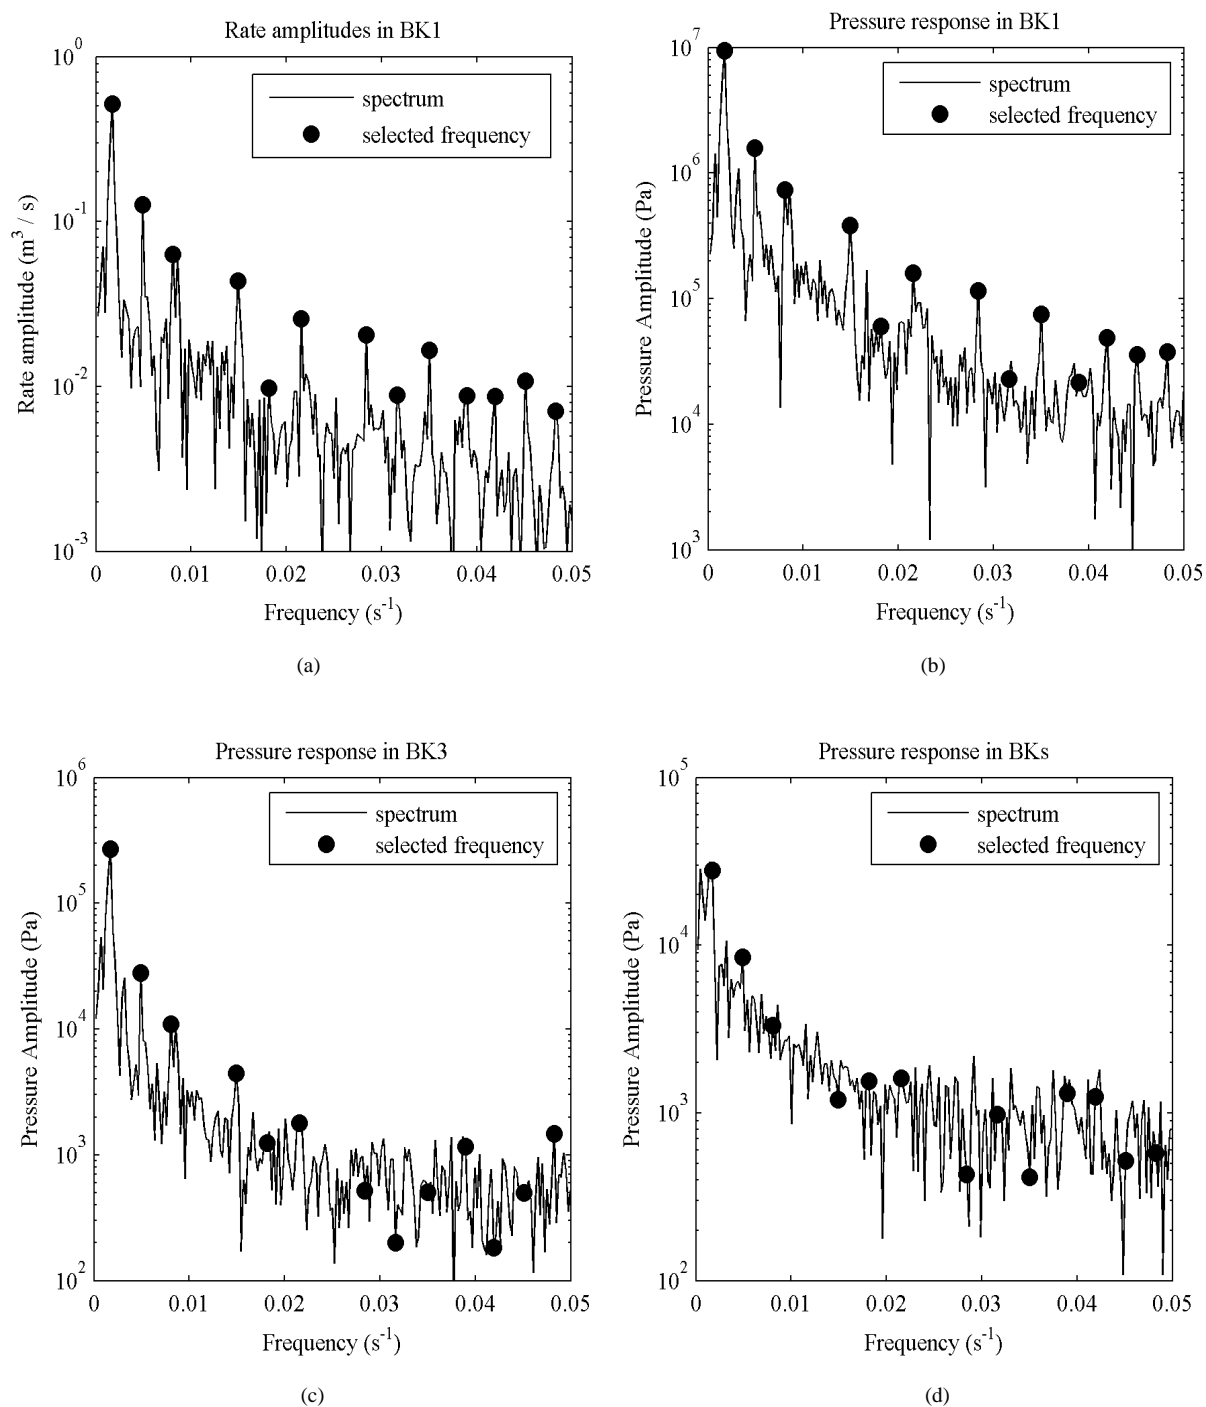 Rate amplitudes in BK1
10^0
10^-1
10^-2
10^-3
Rate amplitude (m^3 / s)
spectrum
selected frequency
0 0.01 0.02 0.03 0.04 0.05
Frequency (s^-1)
(a)
Pressure response in BK1
10^7
10^6
10^5
10^4
10^3
Pressure Amplitude (Pa)
spectrum
selected frequency
0 0.01 0.02 0.03 0.04 0.05
Frequency (s^-1)
(b)
Pressure response in BK3
10^6
10^5
10^4
10^3
10^2
Pressure Amplitude (Pa)
spectrum
selected frequency
0 0.01 0.02 0.03 0.04 0.05
Frequency (s^-1)
(c)
Pressure response in BKs
10^5
10^4
10^3
10^2
Pressure Amplitude (Pa)
spectrum
selected frequency
0 0.01 0.02 0.03 0.04 0.05
Frequency (s^-1)
(d)